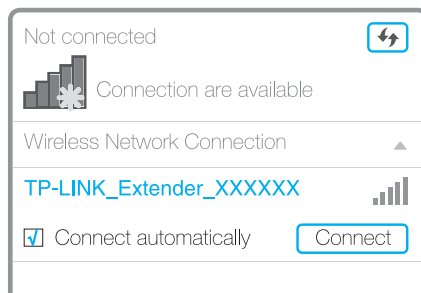 Not connected
Connection are available
Wireless Network Connection
TP-LINK_Extender_XXXXXX
Connect automatically
Connect